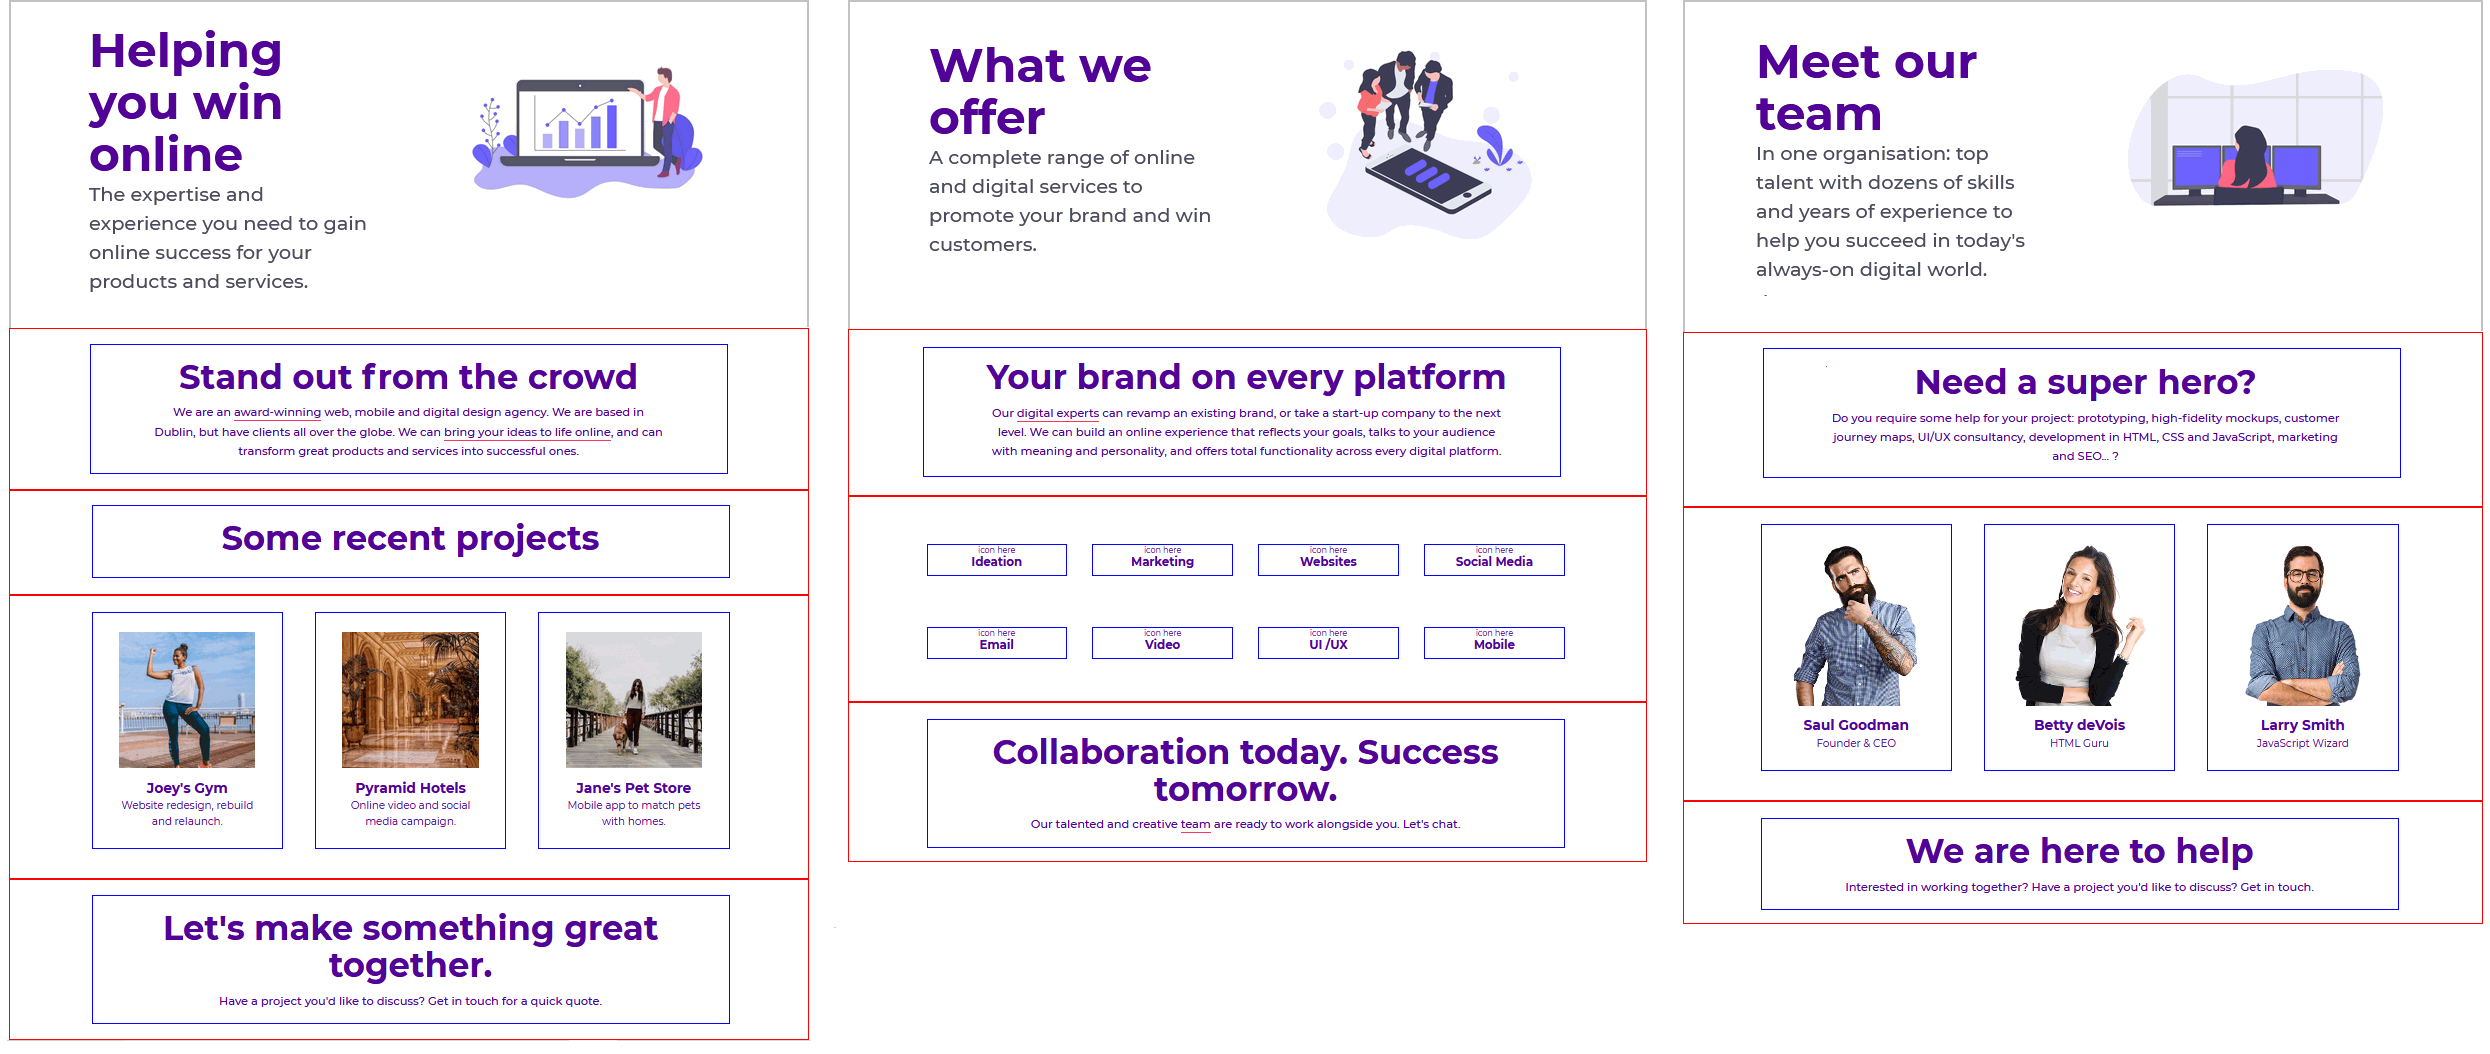 Helping
you win
online
The expertise and
experience you need to gain
online success for your
products and services.
Stand out from the crowd
We are an award-winning web, mobile and digital design agency. We are based in
Dublin, but have clients all over the globe. We can bring your ideas to life online, and can
transform great products and services into successful ones.
Some recent projects
Joey's Gym
Website redesign, rebuild
and relaunch.
Pyramid Hotels
Online video and social
media campaign.
Jane's Pet Store
Mobile app to match pets
with homes.
Let's make something great
together.
Have a project you'd like to discuss? Get in touch for a quick quote.
What we
offer
A complete range of online
and digital services to
promote your brand and win
customers.
Your brand on every platform
Our digital experts can revamp an existing brand, or take a start-up company to the next
level. We can build an online experience that reflects your goals, talks to your audience
with meaning and personality, and offers total functionality across every digital platform.
icon here
Ideation
icon here
Marketing
icon here
Websites
icon here
Social Media
icon here
Email
icon here
Video
icon here
UI /UX
icon here
Mobile
Collaboration today. Success
tomorrow.
Our talented and creative team are ready to work alongside you. Let's chat.
Meet our
team
In one organisation: top
talent with dozens of skills
and years of experience to
help you succeed in today's
always-on digital world.
Need a super hero?
Do you require some help for your project: prototyping, high-fidelity mockups, customer
journey maps, UI/UX consultancy, development in HTML, CSS and JavaScript, marketing
and SEO... ?
Saul Goodman
Founder & CEO
Betty deVois
HTML Guru
Larry Smith
JavaScript Wizard
We are here to help
Interested in working together? Have a project you'd like to discuss? Get in touch.